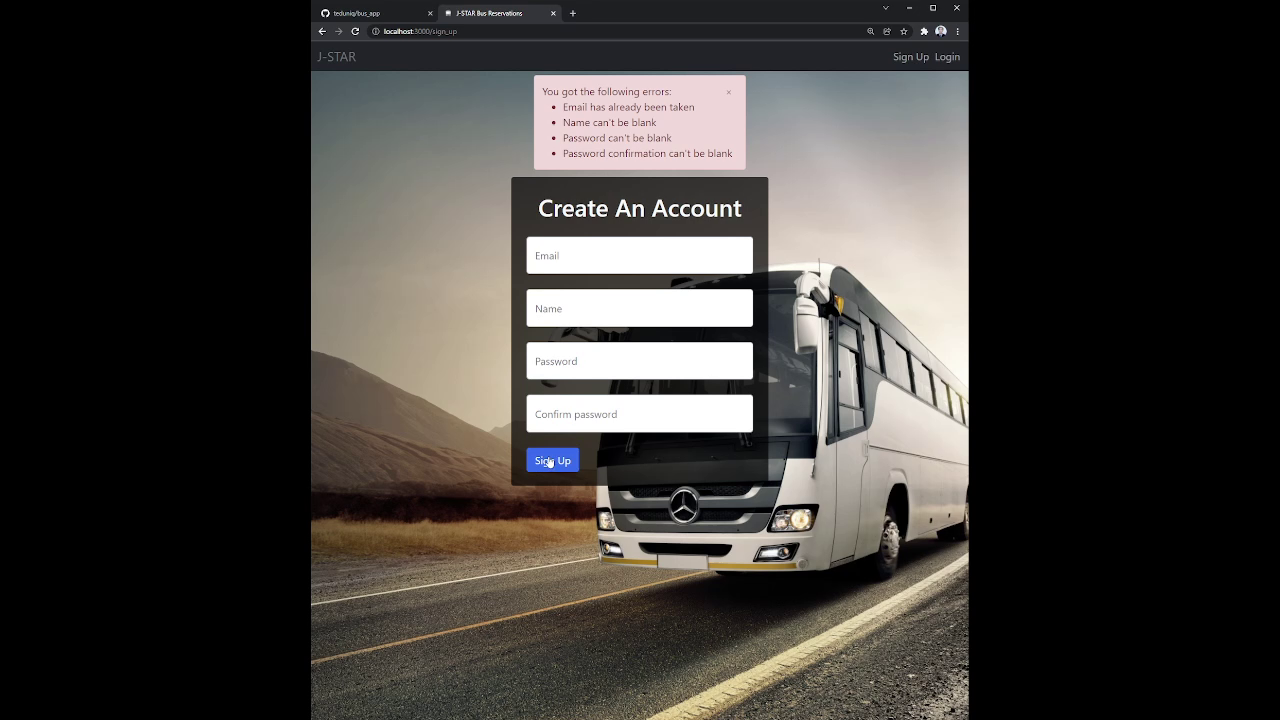 teduniq/bus_app
J-STAR Bus Reservations
localhost:3000/sign_up
J-STAR
Sign Up Login
You got the following errors:
Email has already been taken
Name can't be blank
Password can't be blank
Password confirmation can't be blank
Create An Account
Email
Name
Password
Confirm password
Sign Up